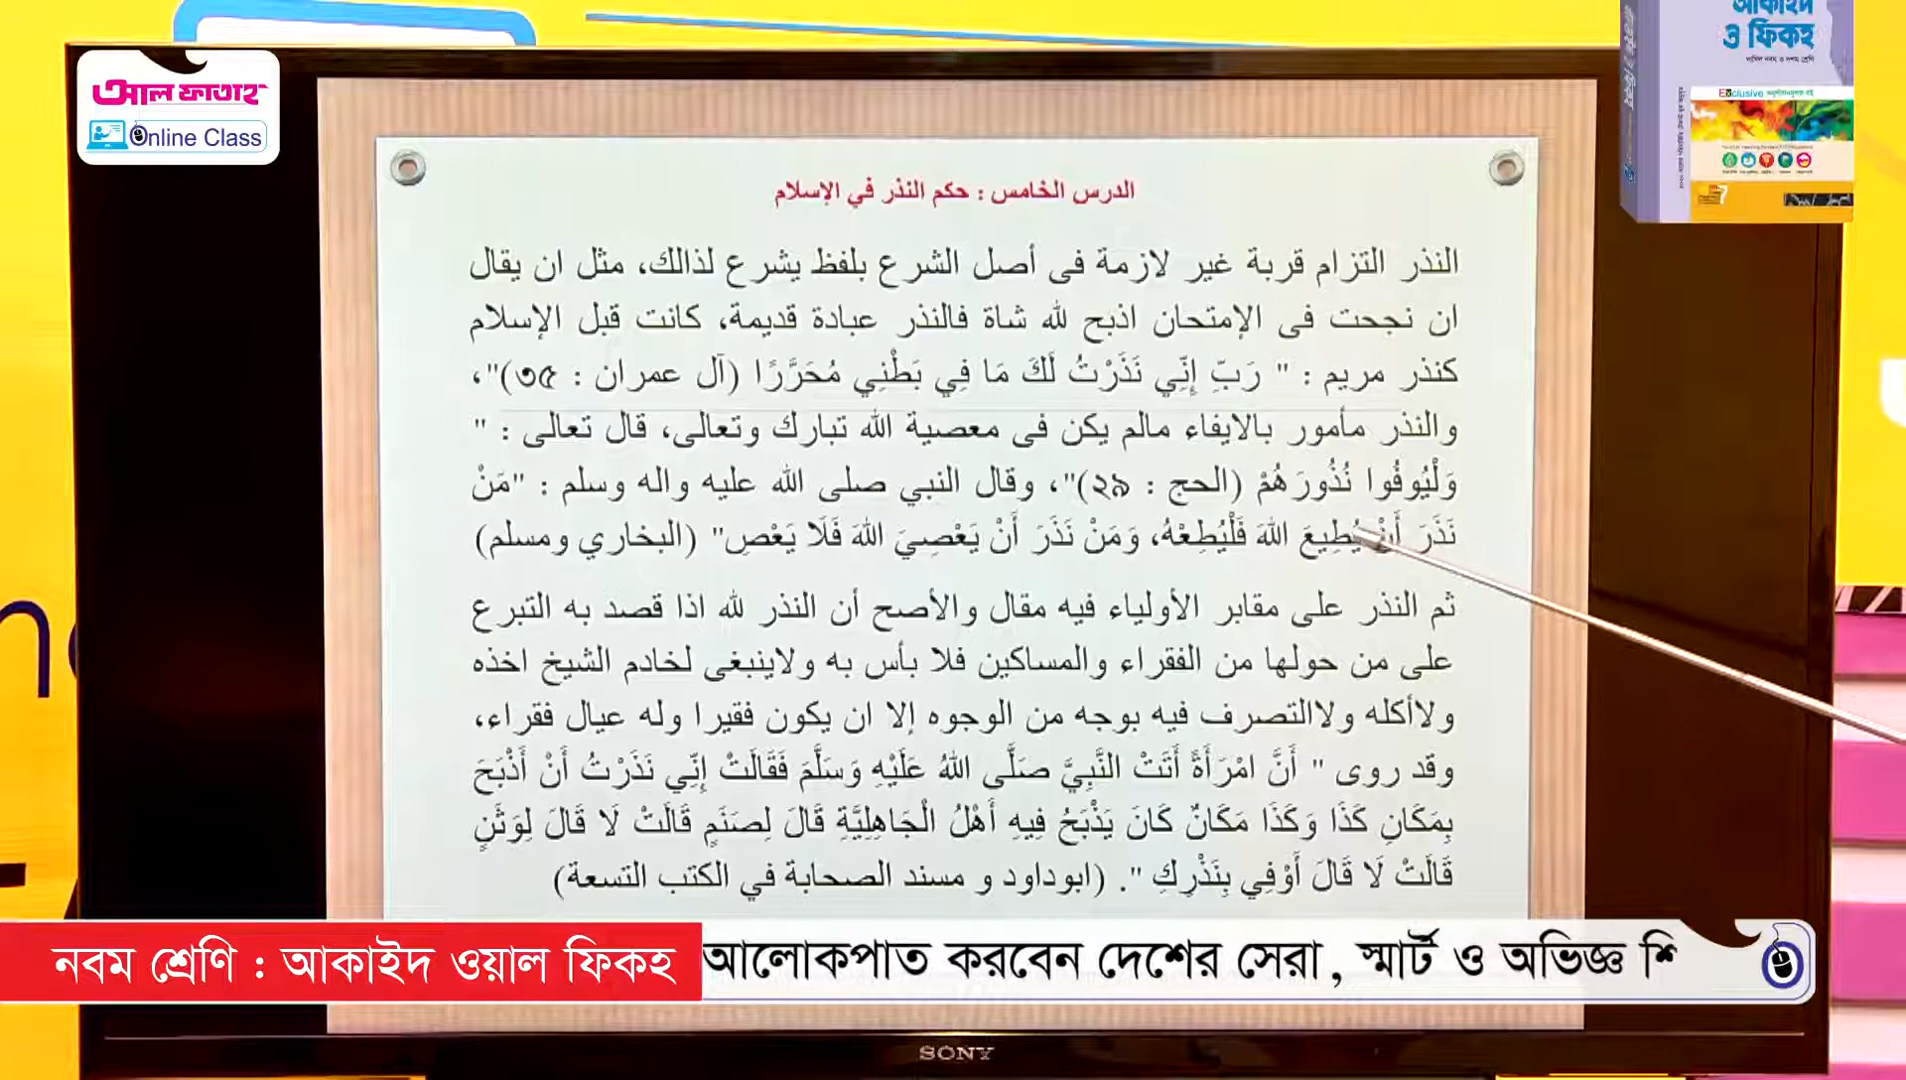 আল ফাতাহ
Online Class
আকাইদ
ও ফিকহ
Exclusive
الدرس الخامس : حكم النذر في الإسلام
النذر التزام قربة غير لازمة فى أصل الشرع بلفظ يشرع لذالك، مثل ان يقال
ان نجحت فى الإمتحان اذبح لله شاة فالنذر عبادة قديمة، كانت قبل الإسلام
كنذر مريم : " رَبِّ إِنِّي نَذَرْتُ لَكَ مَا فِي بَطْنِي مُحَرَّرًا (آل عمران : ৩৫)"،
والنذر مأمور بالايفاء مالم يكن فى معصية الله تبارك وتعالى، قال تعالى : "
وَلْيُوفُوا نُذُورَهُمْ (الحج : ২৯)"، وقال النبي صلى الله عليه واله وسلم : "مَنْ
نَذَرَ أَنْ يُطِيعَ اللهَ فَلْيُطِعْهُ، وَمَنْ نَذَرَ أَنْ يَعْصِيَ اللهَ فَلَا يَعْصِ" (البخاري ومسلم)
ثم النذر على مقابر الأولياء فيه مقال والأصح أن النذر لله اذا قصد به التبرع
على من حولها من الفقراء والمساكين فلا بأس به ولاينبغى لخادم الشيخ اخذه
ولاأكله ولاالتصرف فيه بوجه من الوجوه إلا ان يكون فقيرا وله عيال فقراء،
وقد روى " أَنَّ امْرَأَةً أَتَتْ النَّبِيَّ صَلَّى اللهُ عَلَيْهِ وَسَلَّمَ فَقَالَتْ إِنِّي نَذَرْتُ أَنْ أَذْبَحَ
بِمَكَانِ كَذَا وَكَذَا مَكَانٌ كَانَ يَذْبَحُ فِيهِ أَهْلُ الْجَاهِلِيَّةِ قَالَ لِصَنَمٍ قَالَتْ لَا قَالَ لِوَثَنٍ
قَالَتْ لَا قَالَ أَوْفِي بِنَذْرِكِ ". (ابوداود و مسند الصحابة في الكتب التسعة)
নবম শ্রেণি : আকাইদ ওয়াল ফিকহ
আলোকপাত করবেন দেশের সেরা, স্মার্ট ও অভিজ্ঞ শি
SONY